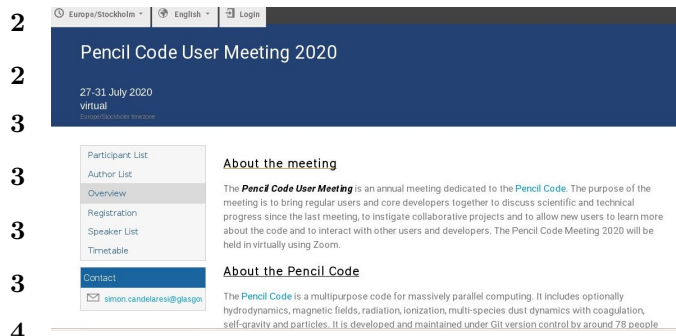 2
2
3
3
3
3
4
Europe/Stockholm
English
Login
Pencil Code User Meeting 2020
27-31 July 2020
virtual
Europe/Stockholm timezone
Participant List
Author List
Overview
Registration
Speaker List
Timetable
Contact
simon.candelaresi@glasgo
About the meeting
The Pencil Code User Meeting is an annual meeting dedicated to the Pencil Code. The purpose of the
meeting is to bring regular users and core developers together to discuss scientific and technical
progress since the last meeting, to instigate collaborative projects and to allow new users to learn more
about the code and to interact with other users and developers. The Pencil Code Meeting 2020 will be
held in virtually using Zoom.
About the Pencil Code
The Pencil Code is a multipurpose code for massively parallel computing. It includes optionally
hydrodynamics, magnetic fields, radiation, ionization, multi-species dust dynamics with coagulation,
self-gravity and particles. It is developed and maintained under Git version control by around 78 people